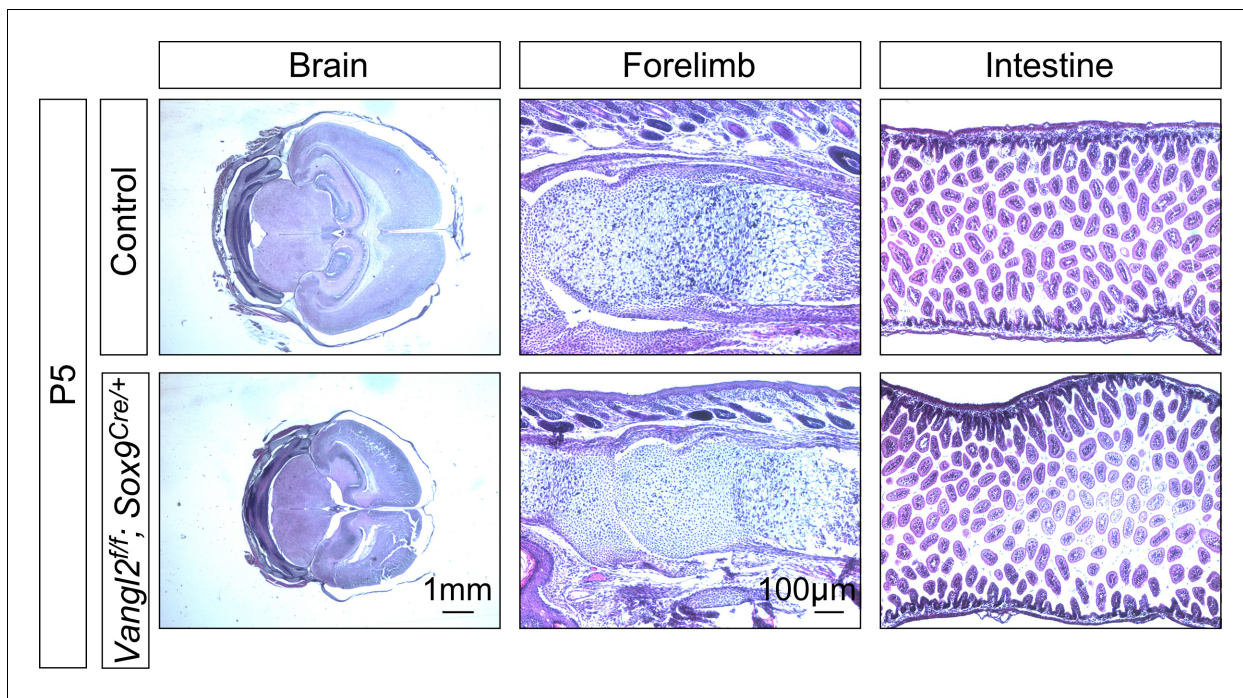 Brain
Forelimb
Intestine
P5
Control
Vangl2f/f; Sox9Cre/+
1mm
100µm